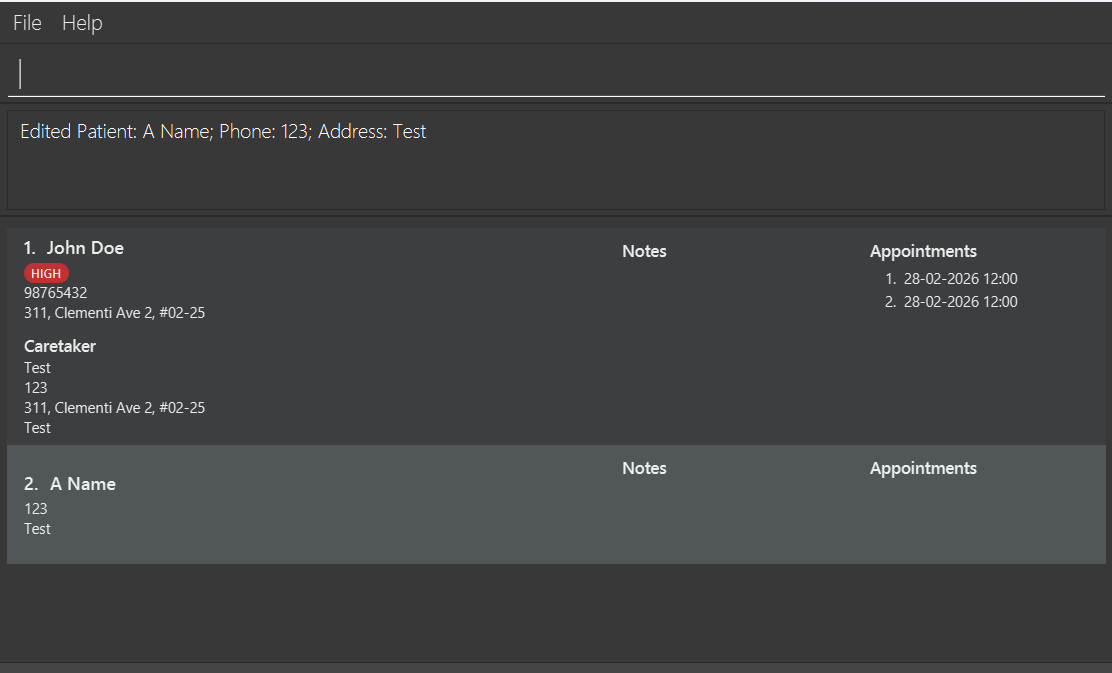 File Help
Edited Patient: A Name; Phone: 123; Address: Test
1. John Doe
HIGH
98765432
311, Clementi Ave 2, #02-25
Caretaker
Test
123
311, Clementi Ave 2, #02-25
Test
Notes
Appointments
1. 28-02-2026 12:00
2. 28-02-2026 12:00
2. A Name
123
Test
Notes
Appointments